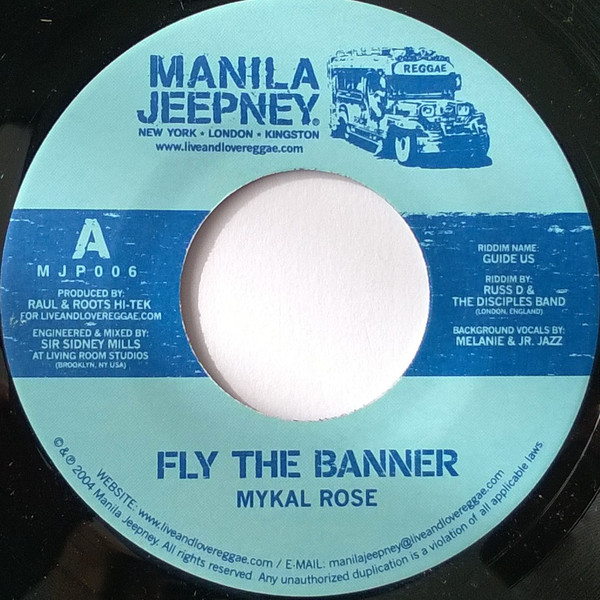 MANILA
JEEPNEY®
NEW YORK • LONDON • KINGSTON
www.liveandlovereggae.com
REGGAE
A
MJP006
PRODUCED BY:
RAUL & ROOTS HI-TEK
FOR LIVEANDLOVEREGGAE.COM
ENGINEERED & MIXED BY:
SIR SIDNEY MILLS
AT LIVING ROOM STUDIOS
(BROOKLYN, NY USA)
RIDDIM NAME:
GUIDE US
RIDDIM BY:
RUSS D &
THE DISCIPLES BAND
(LONDON, ENGLAND)
BACKGROUND VOCALS BY:
MELANIE & JR. JAZZ
FLY THE BANNER
MYKAL ROSE
WEBSITE: www.liveandlovereggae.com / E-MAIL: manilajeepney@liveandlovereggae.com
©&℗ 2004 Manila Jeepney. All rights reserved. Any unauthorized duplication is a violation of all applicable laws.